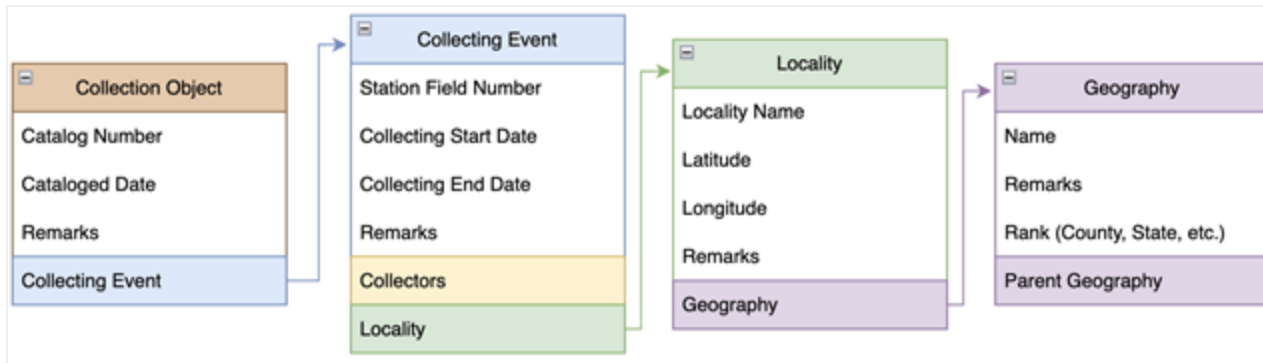 Collection Object
Catalog Number
Cataloged Date
Remarks
Collecting Event
Collecting Event
Station Field Number
Collecting Start Date
Collecting End Date
Remarks
Collectors
Locality
Locality
Locality Name
Latitude
Longitude
Remarks
Geography
Geography
Name
Remarks
Rank (County, State, etc.)
Parent Geography